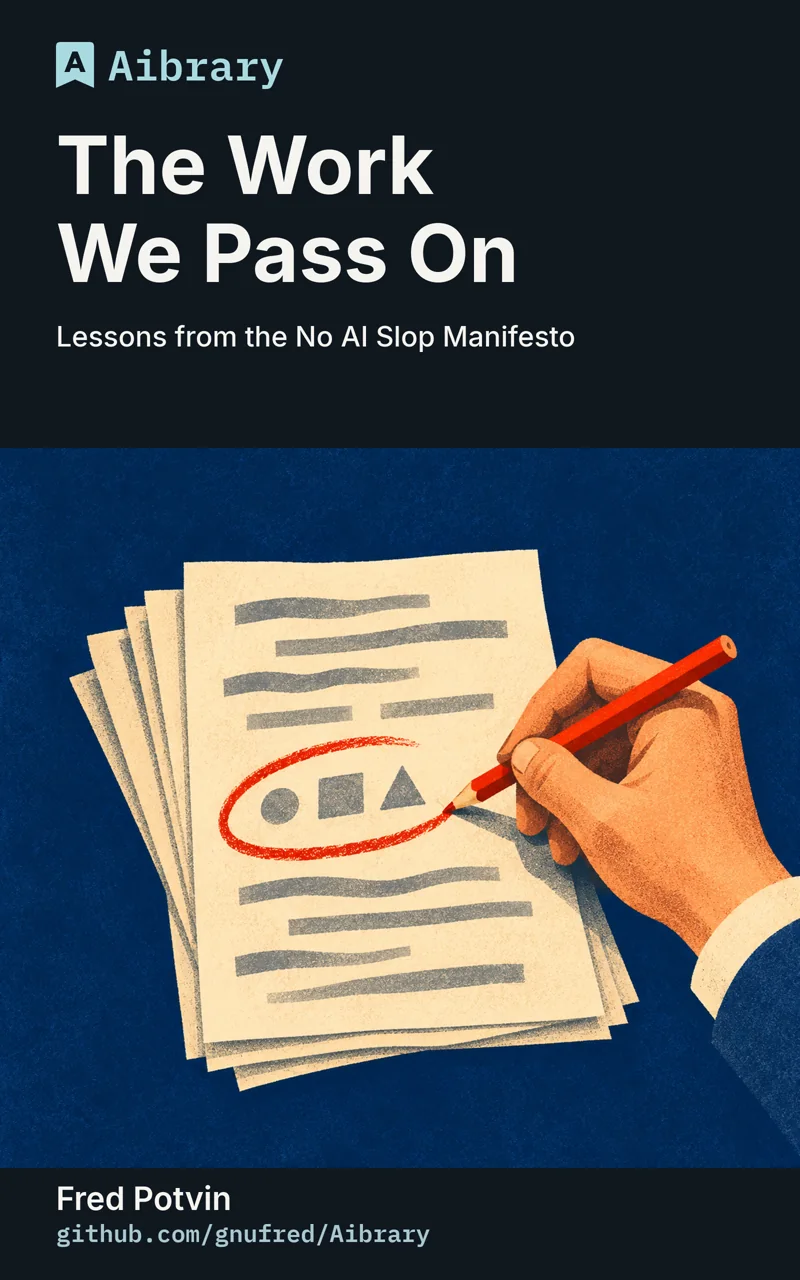 Aibrary
The Work
We Pass On
Lessons from the No AI Slop Manifesto
Fred Potvin
github.com/gnufred/Aibrary